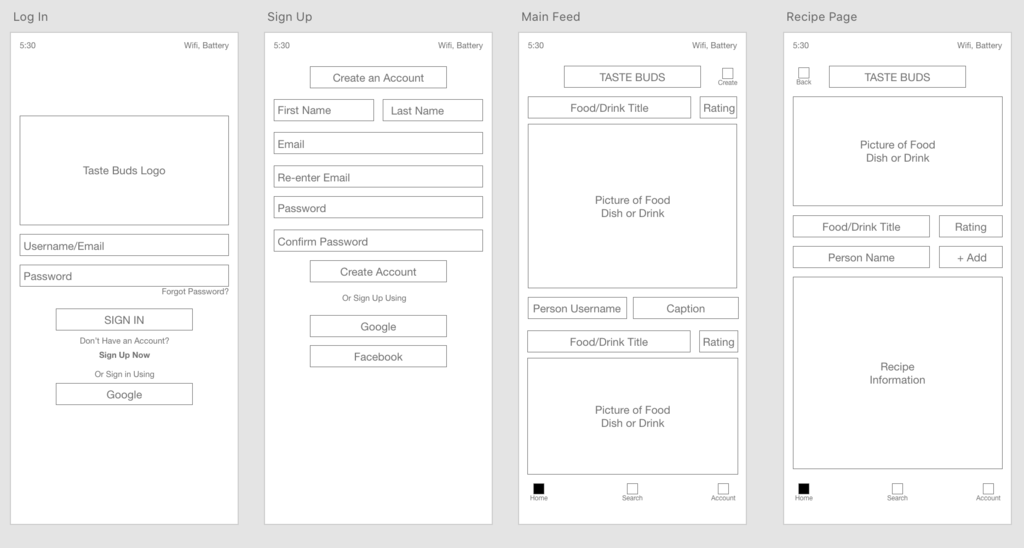 Log In
5:30 Wifi, Battery
Taste Buds Logo
Username/Email
Password
Forgot Password?
SIGN IN
Don't Have an Account?
Sign Up Now
Or Sign in Using
Google
Sign Up
5:30 Wifi, Battery
Create an Account
First Name Last Name
Email
Re-enter Email
Password
Confirm Password
Create Account
Or Sign Up Using
Google
Facebook
Main Feed
5:30 Wifi, Battery
TASTE BUDS
Create
Food/Drink Title Rating
Picture of Food
Dish or Drink
Person Username Caption
Food/Drink Title Rating
Picture of Food
Dish or Drink
Home Search Account
Recipe Page
5:30 Wifi, Battery
Back
TASTE BUDS
Picture of Food
Dish or Drink
Food/Drink Title Rating
Person Name + Add
Recipe
Information
Home Search Account